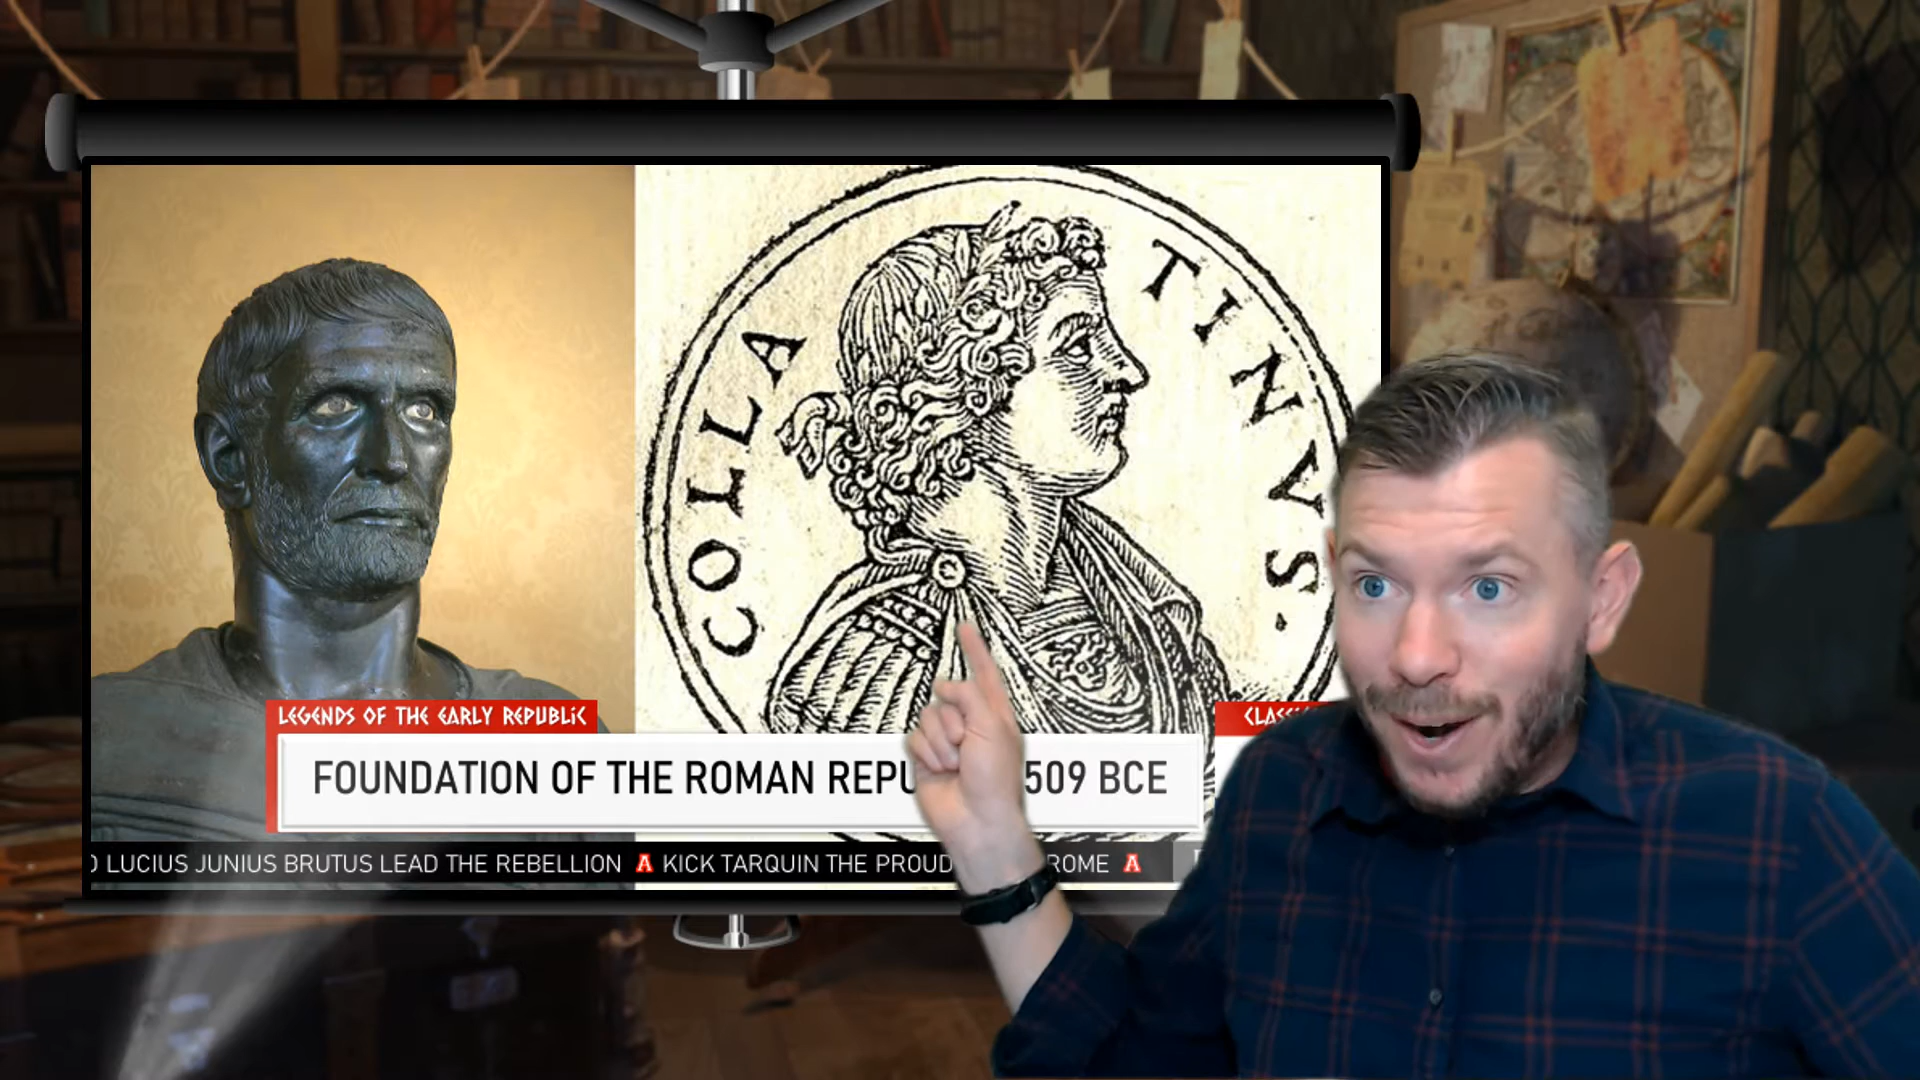 COLLA TINVS.
LEGENDS OF THE EARLY REPUBLIC
FOUNDATION OF THE ROMAN 509 BCE
LUCIUS JUNIUS BRUTUS LEAD THE REBELLION A KICK TARQUIN THE PROUD ROME A